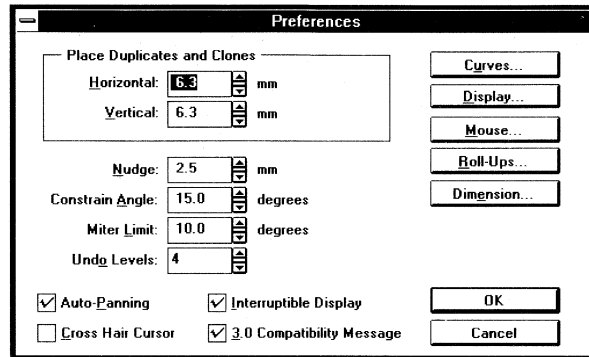 Preferences
Place Duplicates and Clones
Horizontal: 6.3 mm
Vertical: 6.3 mm
Nudge: 2.5 mm
Constrain Angle: 15.0 degrees
Miter Limit: 10.0 degrees
Undo Levels: 4
Auto-Panning
Interruptible Display
Cross Hair Cursor
3.0 Compatibility Message
Curves...
Display...
Mouse...
Roll-Ups...
Dimension...
OK
Cancel